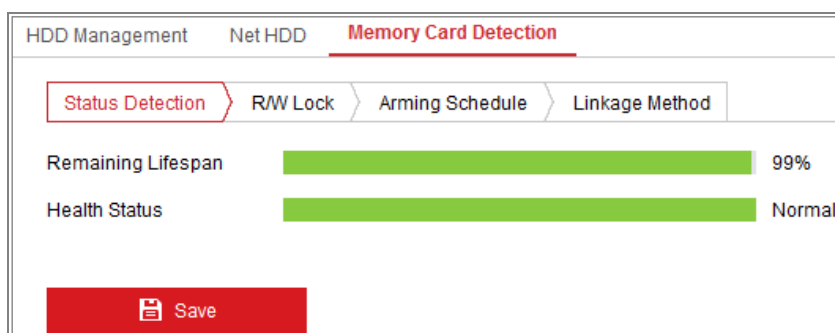 HDD Management Net HDD Memory Card Detection
Status Detection R/W Lock Arming Schedule Linkage Method
Remaining Lifespan 99%
Health Status Normal
Save